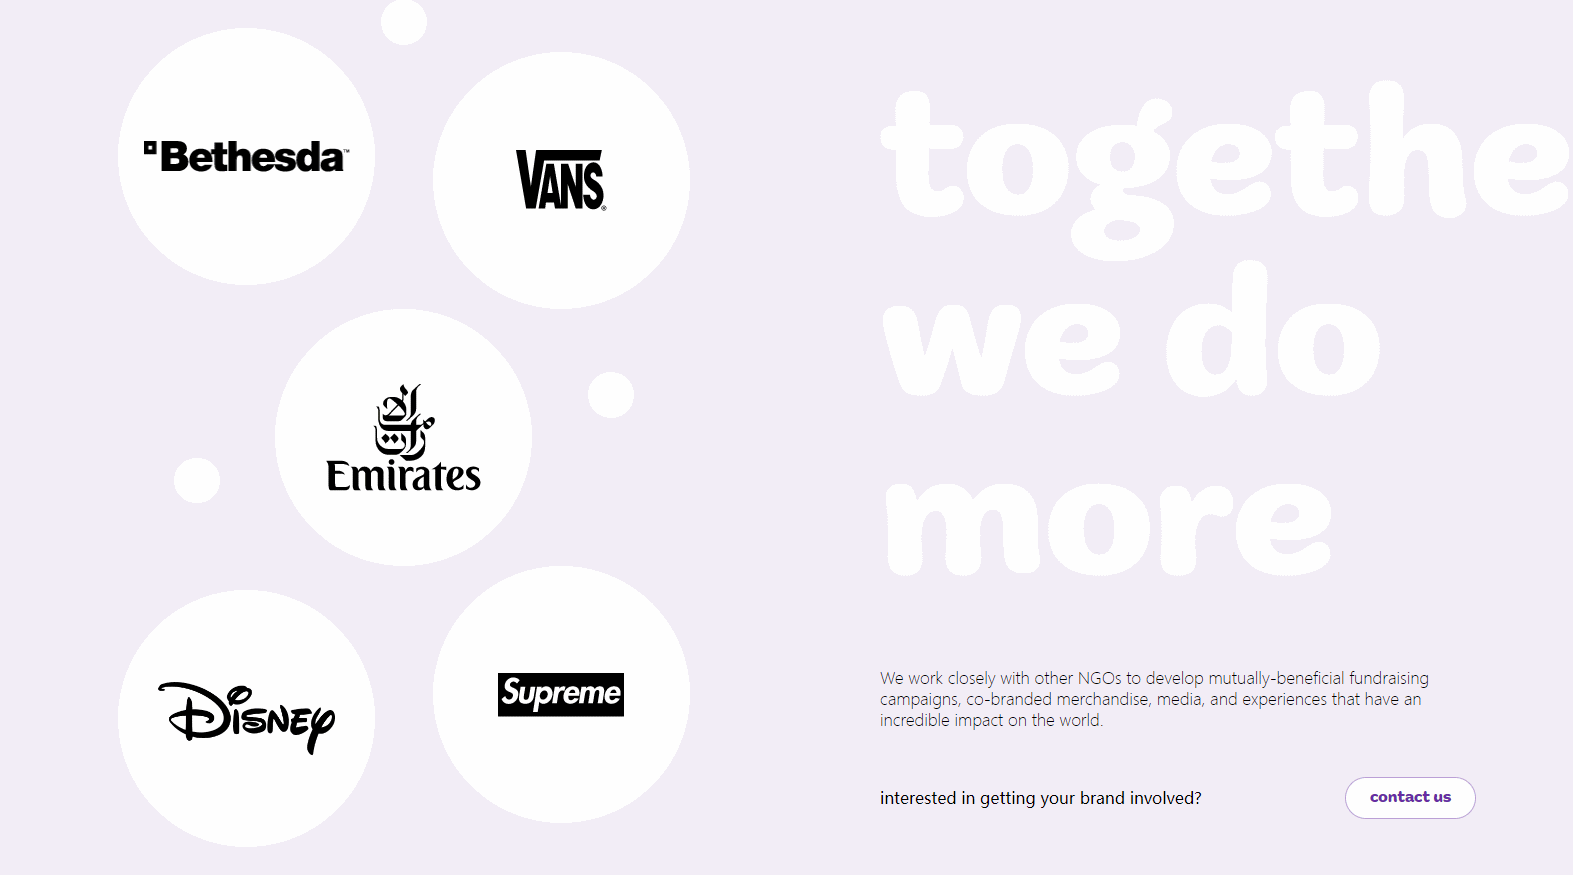 Bethesda™
VANS®
الإمارات
Emirates
Disney
Supreme
togethe
we do
more
We work closely with other NGOs to develop mutually-beneficial fundraising
campaigns, co-branded merchandise, media, and experiences that have an
incredible impact on the world.
interested in getting your brand involved?
contact us